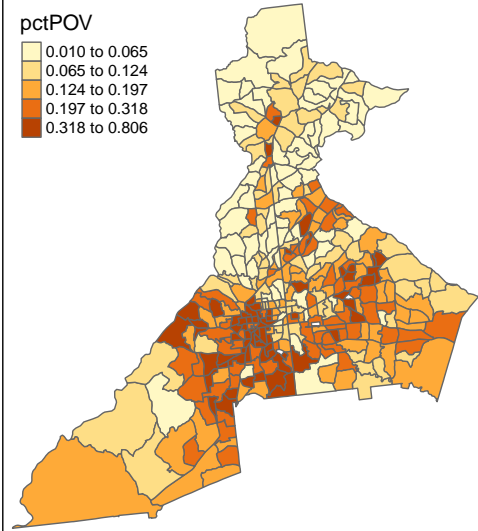 pctPOV
0.010 to 0.065
0.065 to 0.124
0.124 to 0.197
0.197 to 0.318
0.318 to 0.806